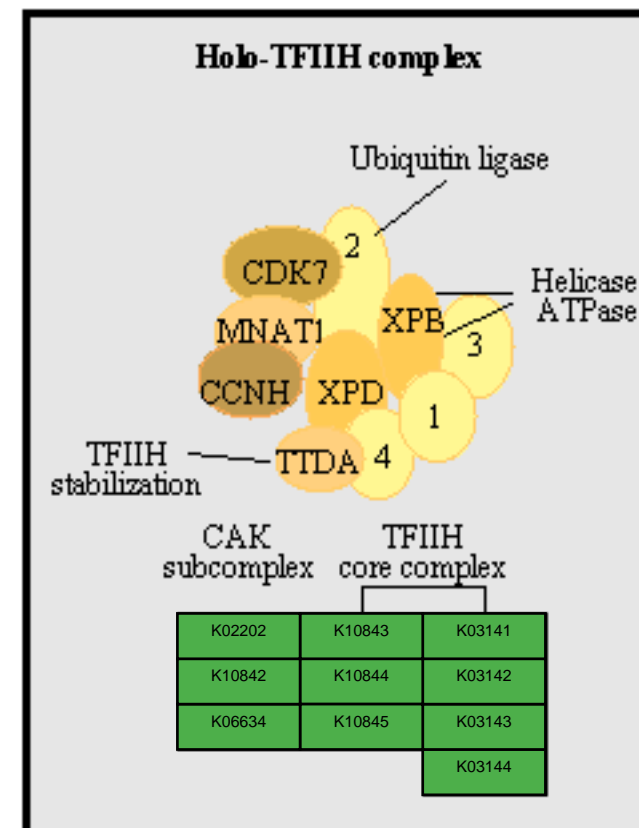 Holo-TFIIH complex
Ubiquitin ligase
2
CDK7
Helicase
ATPase
XPB
MNAT1
3
CCNH
XPD
1
TFIIH
stabilization
TTDA
4
CAK
subcomplex
TFIIH
core complex
K02202 K10843 K03141
K10842 K10844 K03142
K06634 K10845 K03143
K03144